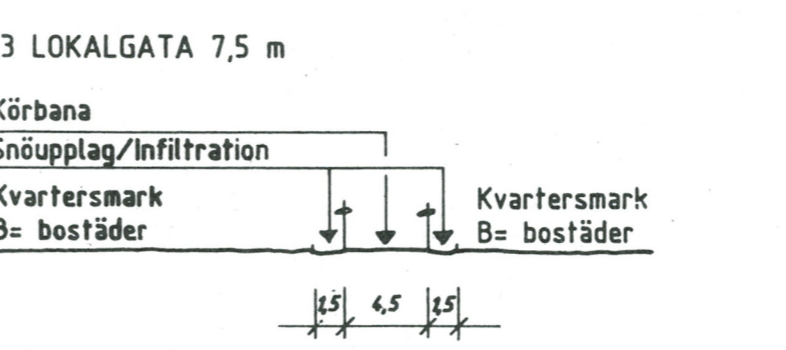 3 LOKALGATA 7,5 m
Körbana
Snöupplag/Infiltration
Kvartersmark
B= bostäder
Kvartersmark
B= bostäder
1,5 4,5 1,5